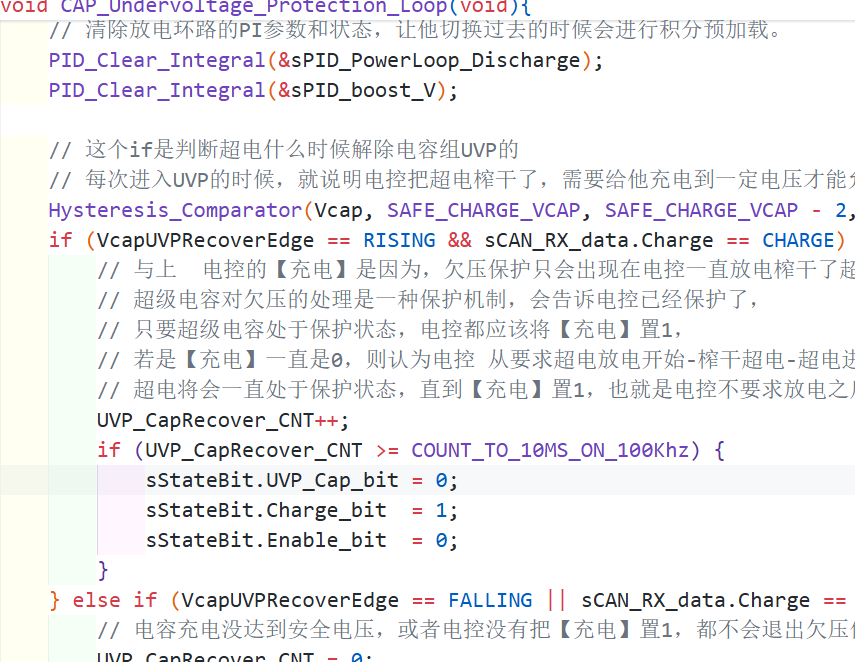 void CAP_Undervoltage_Protection_Loop(void){
// 清除放电环路的PI参数和状态，让他切换过去的时候会进行积分预加载。
PID_Clear_Integral(&sPID_PowerLoop_Discharge);
PID_Clear_Integral(&sPID_boost_V);
// 这个if是判断超电什么时候解除电容组UVP的
// 每次进入UVP的时候，就说明电控把超电榨干了，需要给他充电到一定电压才能
Hysteresis_Comparator(Vcap, SAFE_CHARGE_VCAP, SAFE_CHARGE_VCAP - 2,
if (VcapUVPRecoverEdge == RISING && sCAN_RX_data.Charge == CHARGE)
// 与上  电控的【充电】是因为，欠压保护只会出现在电控一直放电榨干了超
// 超级电容对欠压的处理是一种保护机制，会告诉电控已经保护了，
// 只要超级电容处于保护状态，电控都应该将【充电】置1，
// 若是【充电】一直是0，则认为电控 从要求超电放电开始-榨干超电-超电进
// 超电将会一直处于保护状态，直到【充电】置1，也就是电控不要求放电之后
UVP_CapRecover_CNT++;
if (UVP_CapRecover_CNT >= COUNT_TO_10MS_ON_100Khz) {
sStateBit.UVP_Cap_bit = 0;
sStateBit.Charge_bit  = 1;
sStateBit.Enable_bit  = 0;
}
} else if (VcapUVPRecoverEdge == FALLING || sCAN_RX_data.Charge ==
// 电容充电没达到安全电压，或者电控没有把【充电】置1，都不会退出欠压
UVP_CapRecover_CNT = 0;